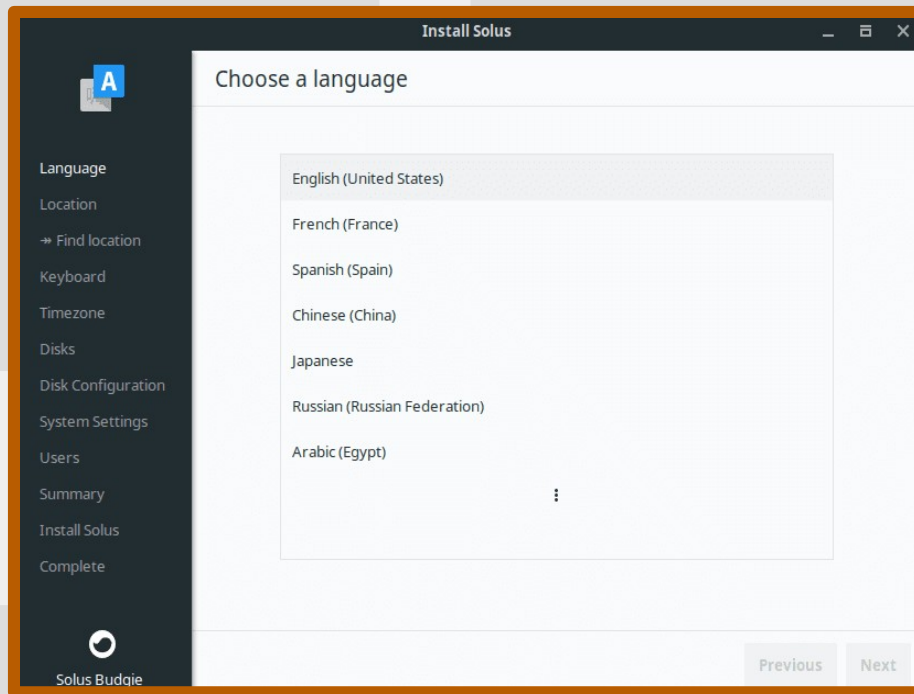 Install Solus
A
Choose a language
Language
Location
↠ Find location
Keyboard
Timezone
Disks
Disk Configuration
System Settings
Users
Summary
Install Solus
Complete
Solus Budgie
English (United States)
French (France)
Spanish (Spain)
Chinese (China)
Japanese
Russian (Russian Federation)
Arabic (Egypt)
Previous
Next